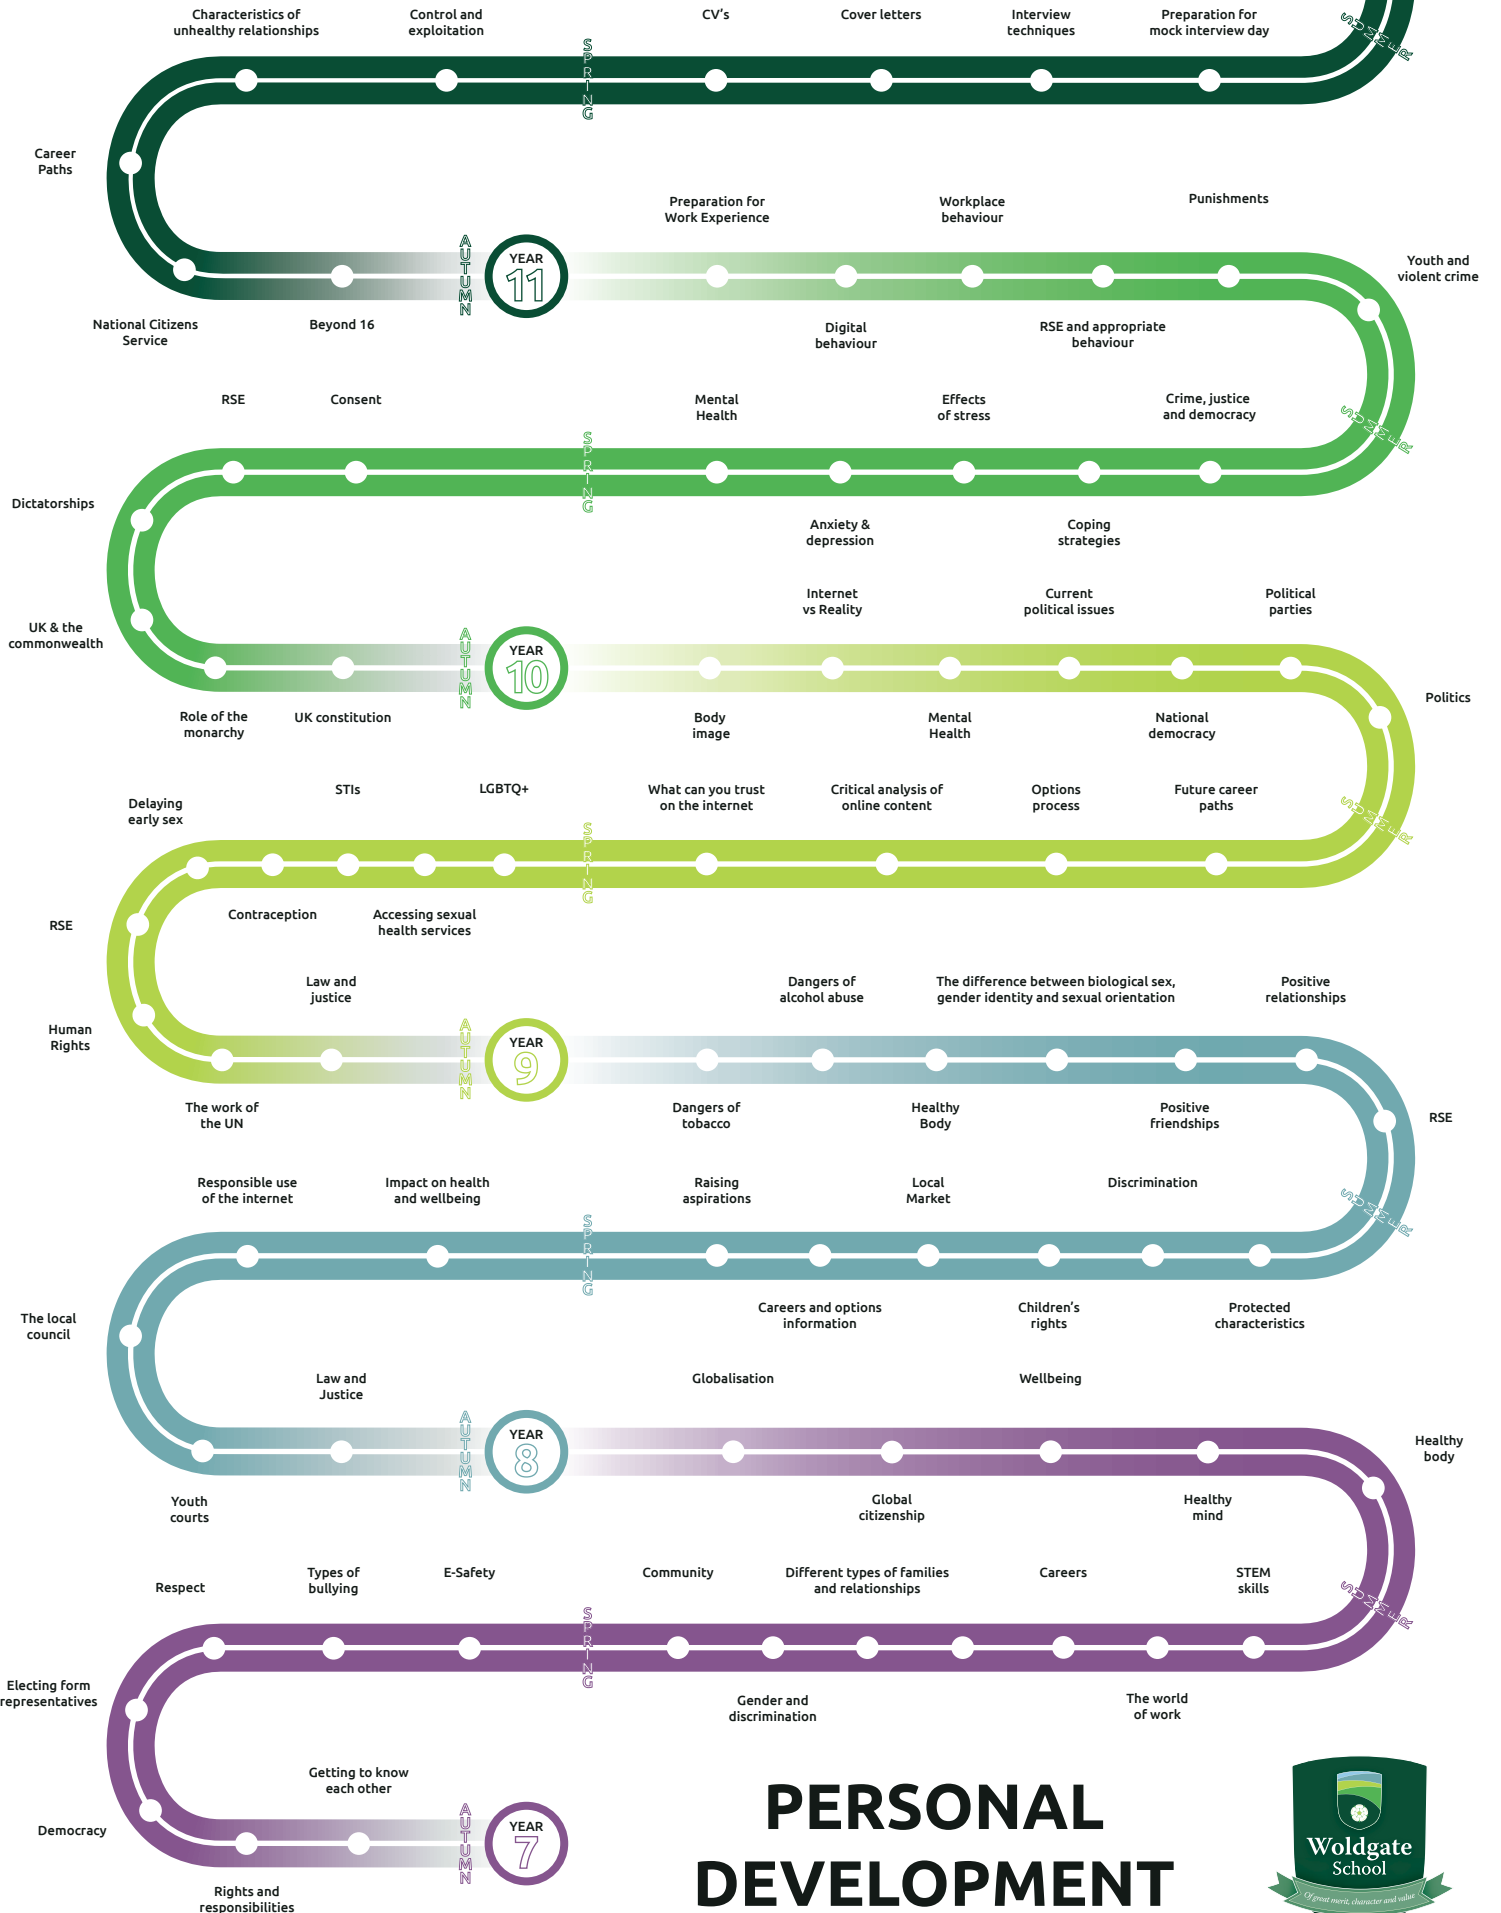 Characteristics of
unhealthy relationships
Control and
exploitation
CV's
Cover letters
Interview
techniques
Preparation for
mock interview day
SUMMER
SPRING
Career
Paths
Preparation for
Work Experience
Workplace
behaviour
Punishments
AUTUMN
YEAR
11
Youth and
violent crime
National Citizens
Service
Beyond 16
Digital
behaviour
RSE and appropriate
behaviour
RSE
Consent
Mental
Health
Effects
of stress
Crime, justice
and democracy
SUMMER
SPRING
Dictatorships
Anxiety &
depression
Coping
strategies
Internet
vs Reality
Current
political issues
Political
parties
UK & the
commonwealth
AUTUMN
YEAR
10
Politics
Role of the
monarchy
UK constitution
Body
image
Mental
Health
National
democracy
Delaying
early sex
STIs
LGBTQ+
What can you trust
on the internet
Critical analysis of
online content
Options
process
Future career
paths
SUMMER
SPRING
RSE
Contraception
Accessing sexual
health services
Law and
justice
Dangers of
alcohol abuse
The difference between biological sex,
gender identity and sexual orientation
Positive
relationships
Human
Rights
AUTUMN
YEAR
9
The work of
the UN
Dangers of
tobacco
Healthy
Body
Positive
friendships
RSE
Responsible use
of the internet
Impact on health
and wellbeing
Raising
aspirations
Local
Market
Discrimination
SUMMER
SPRING
The local
council
Careers and options
information
Children's
rights
Protected
characteristics
Law and
Justice
Globalisation
Wellbeing
AUTUMN
YEAR
8
Healthy
body
Youth
courts
Global
citizenship
Healthy
mind
Respect
Types of
bullying
E-Safety
Community
Different types of families
and relationships
Careers
STEM
skills
SUMMER
SPRING
Electing form
representatives
Gender and
discrimination
The world
of work
Getting to know
each other
Democracy
AUTUMN
YEAR
7
Rights and
responsibilities
PERSONAL
DEVELOPMENT
Woldgate
School
Of great merit, character and value